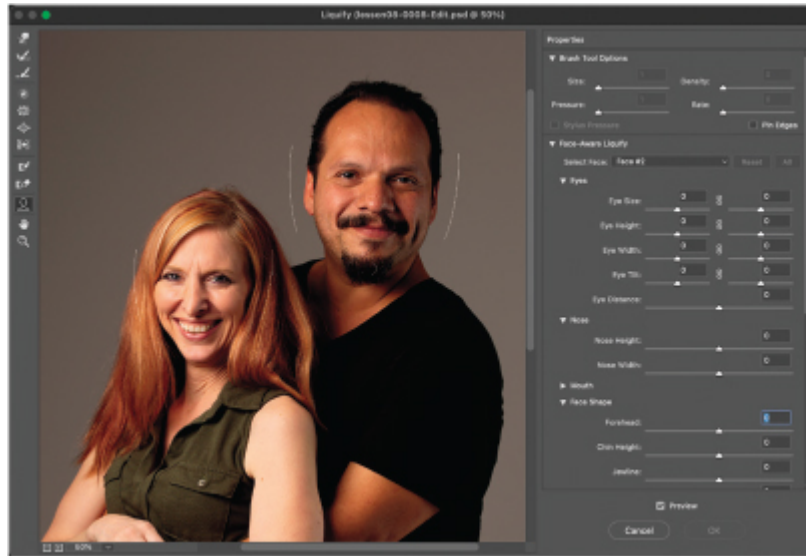 Liquify (lesson08-0008-Edit.psd @ 50%)
Properties
Brush Tool Options
Size:
Density:
Pressure:
Rate:
Stylus Pressure
Pin Edges
Face-Aware Liquify
Select Face: Face #2
Reset
All
Eyes
Eye Size: 0 0
Eye Height: 0 0
Eye Width: 0 0
Eye Tilt: 0 0
Eye Distance: 0
Nose
Nose Height: 0
Nose Width: 0
Mouth
Face Shape
Forehead: 0
Chin Height: 0
Jawline: 0
Preview
Cancel
OK
50%